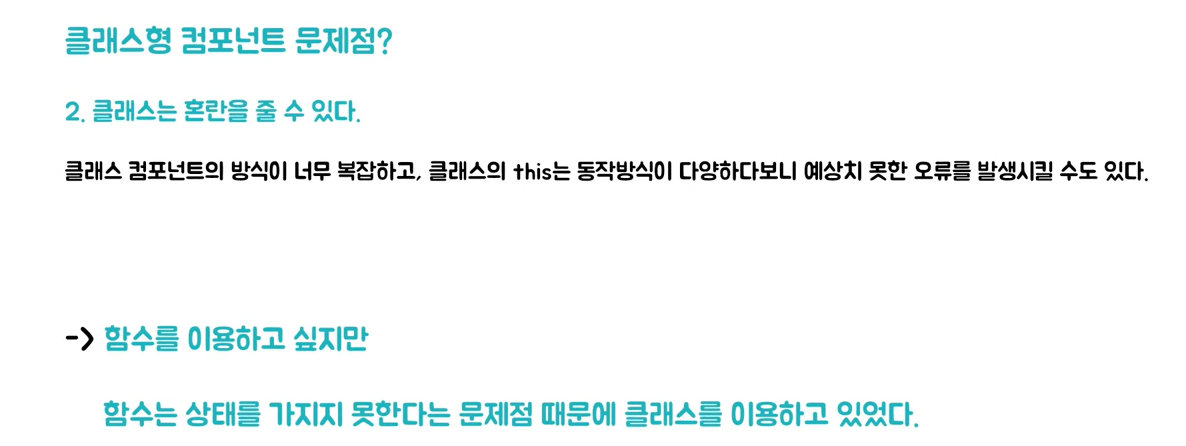 클래스형 컴포넌트 문제점?
2. 클래스는 혼란을 줄 수 있다.
클래스 컴포넌트의 방식이 너무 복잡하고, 클래스의 this는 동작방식이 다양하다보니 예상치 못한 오류를 발생시킬 수도 있다.
-> 함수를 이용하고 싶지만
함수는 상태를 가지지 못한다는 문제점 때문에 클래스를 이용하고 있었다.